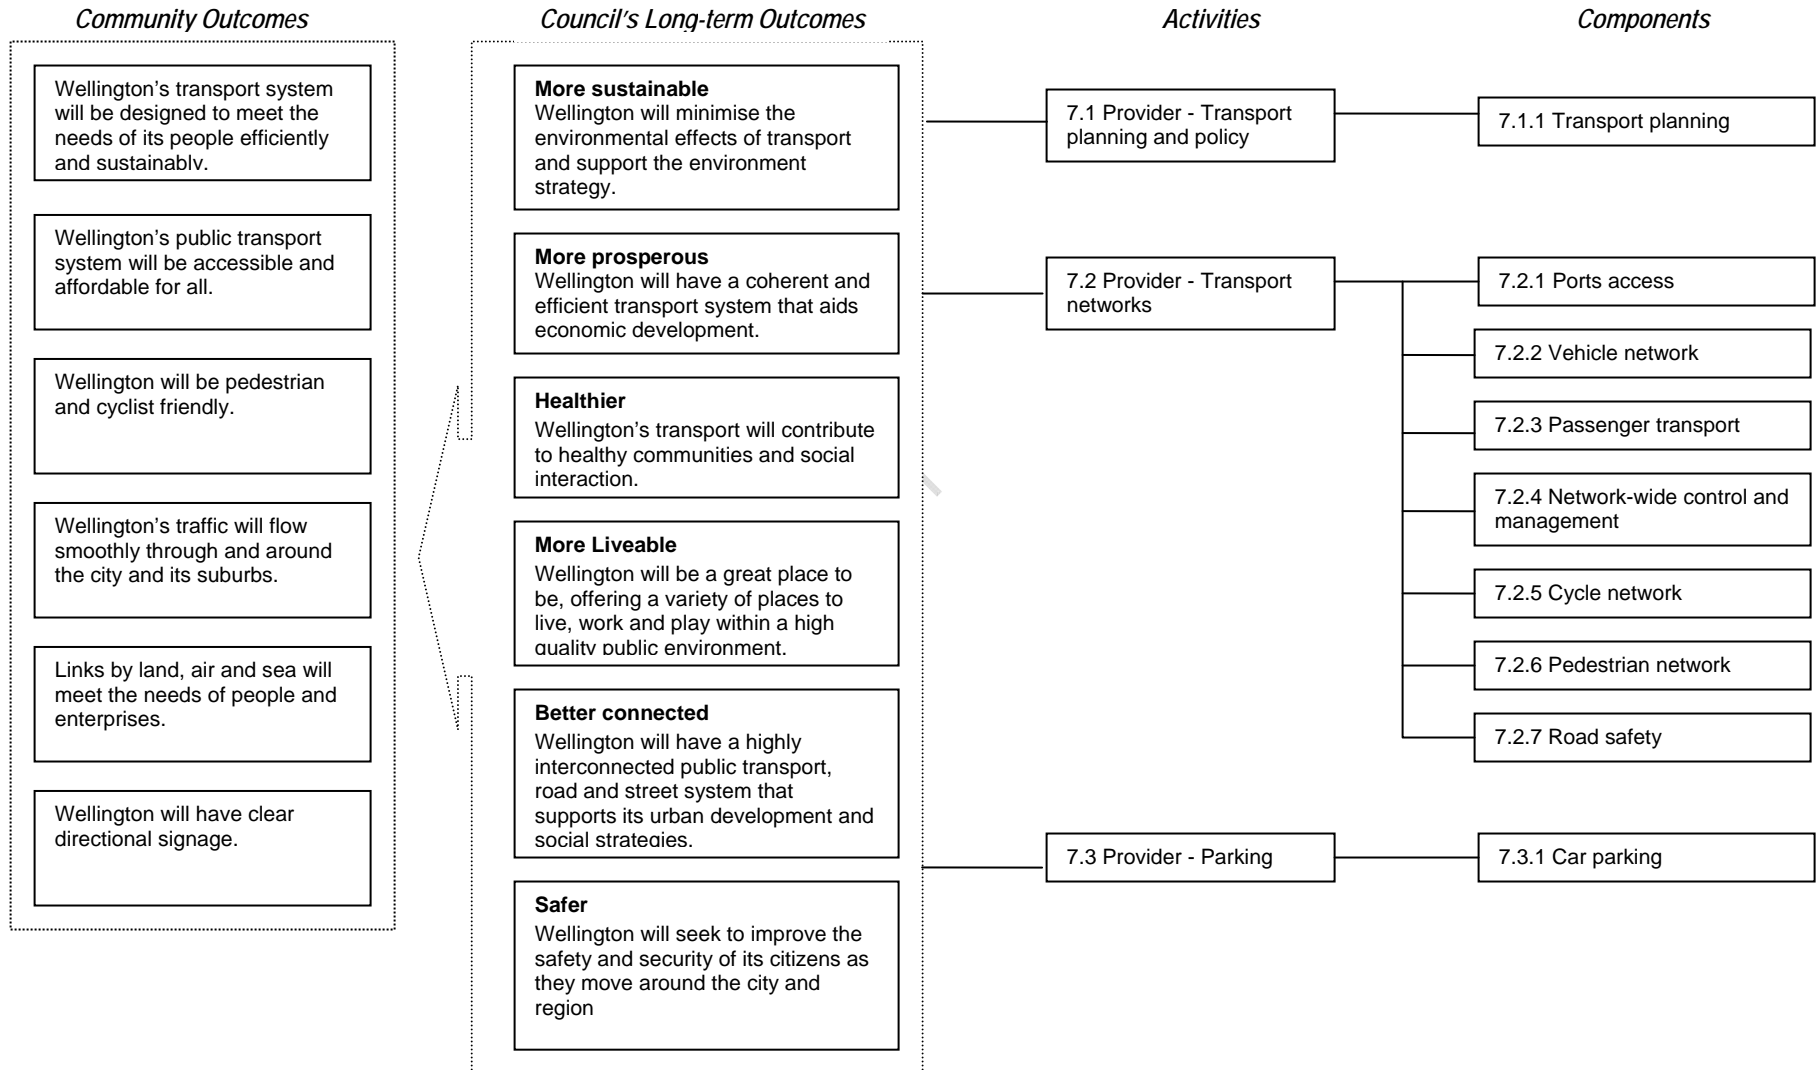 Community Outcomes
Wellington's transport system
will be designed to meet the
needs of its people efficiently
and sustainably.
Wellington's public transport
system will be accessible and
affordable for all.
Wellington will be pedestrian
and cyclist friendly.
Wellington's traffic will flow
smoothly through and around
the city and its suburbs.
Links by land, air and sea will
meet the needs of people and
enterprises.
Wellington will have clear
directional signage.
Council's Long-term Outcomes
More sustainable
Wellington will minimise the
environmental effects of transport
and support the environment
strategy.
More prosperous
Wellington will have a coherent and
efficient transport system that aids
economic development.
Healthier
Wellington's transport will contribute
to healthy communities and social
interaction.
More Liveable
Wellington will be a great place to
be, offering a variety of places to
live, work and play within a high
quality public environment.
Better connected
Wellington will have a highly
interconnected public transport,
road and street system that
supports its urban development and
social strategies.
Safer
Wellington will seek to improve the
safety and security of its citizens as
they move around the city and
region
Activities
7.1 Provider - Transport
planning and policy
7.2 Provider - Transport
networks
7.3 Provider - Parking
Components
7.1.1 Transport planning
7.2.1 Ports access
7.2.2 Vehicle network
7.2.3 Passenger transport
7.2.4 Network-wide control and
management
7.2.5 Cycle network
7.2.6 Pedestrian network
7.2.7 Road safety
7.3.1 Car parking